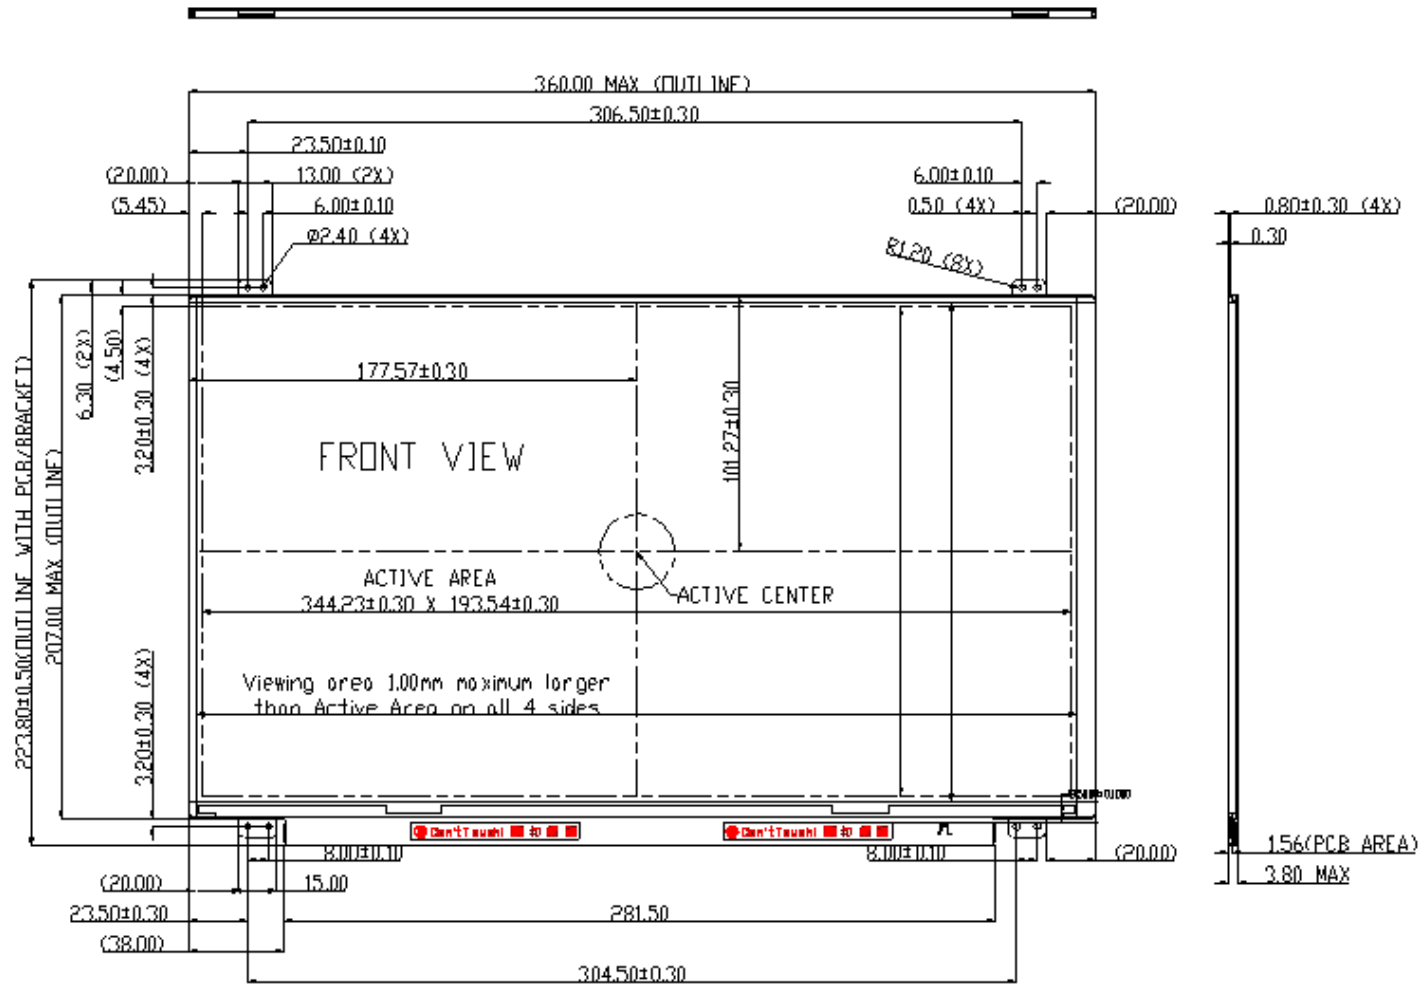 360.00 MAX (OUTLINE)
306.50±0.30
23.50±0.10
(20.00)
13.00 (2X)
6.00±0.10
(5.45)
6.00±0.10
0.50 (4X)
(20.00)
0.80±0.30 (4X)
0.30
Ø2.40 (4X)
R1.20 (8X)
223.80±0.50(OUTLINE WITH PCB/BRACKET)
207.00 MAX (OUTLINE)
6.30 (2X)
(4.50)
3.20±0.30 (4X)
177.57±0.30
101.27±0.30
FRONT VIEW
ACTIVE AREA
344.23±0.30 X 193.54±0.30
ACTIVE CENTER
Viewing area 1.00mm maximum larger
than Active Area on all 4 sides
3.20±0.30 (4X)
Can't Touch!
Can't Touch!
8.00±0.10
8.00±0.10
(20.00)
1.56(PCB AREA)
3.80 MAX
(20.00)
15.00
23.50±0.30
281.50
(38.00)
304.50±0.30